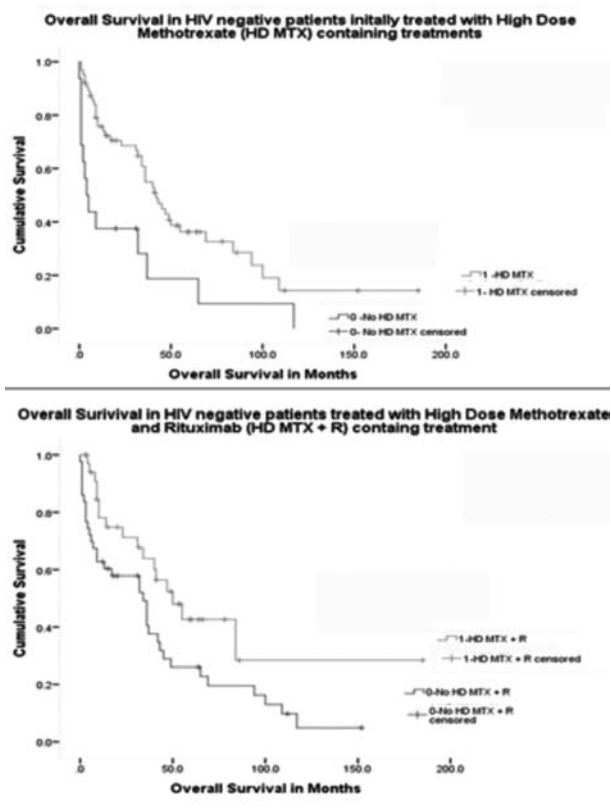 Overall Survival in HIV negative patients initally treated with High Dose
Methotrexate (HD MTX) containing treatments
Cumulative Survival
1.0
0.8
0.6
0.4
0.2
0.0
1 -HD MTX
1- HD MTX censored
0 -No HD MTX
0- No HD MTX censored
.0
50.0
100.0
150.0
200.0
Overall Survival in Months
Overall Surivival in HIV negative patients treated with High Dose Methotrexate
and Rituximab (HD MTX + R) containg treatment
Cumulative Survival
1.0
0.8
0.6
0.4
0.2
0.0
1-HD MTX + R
1-HD MTX + R censored
0-No HD MTX + R
0-No HD MTX + R
censored
.0
50.0
100.0
150.0
200.0
Overall Survival in Months